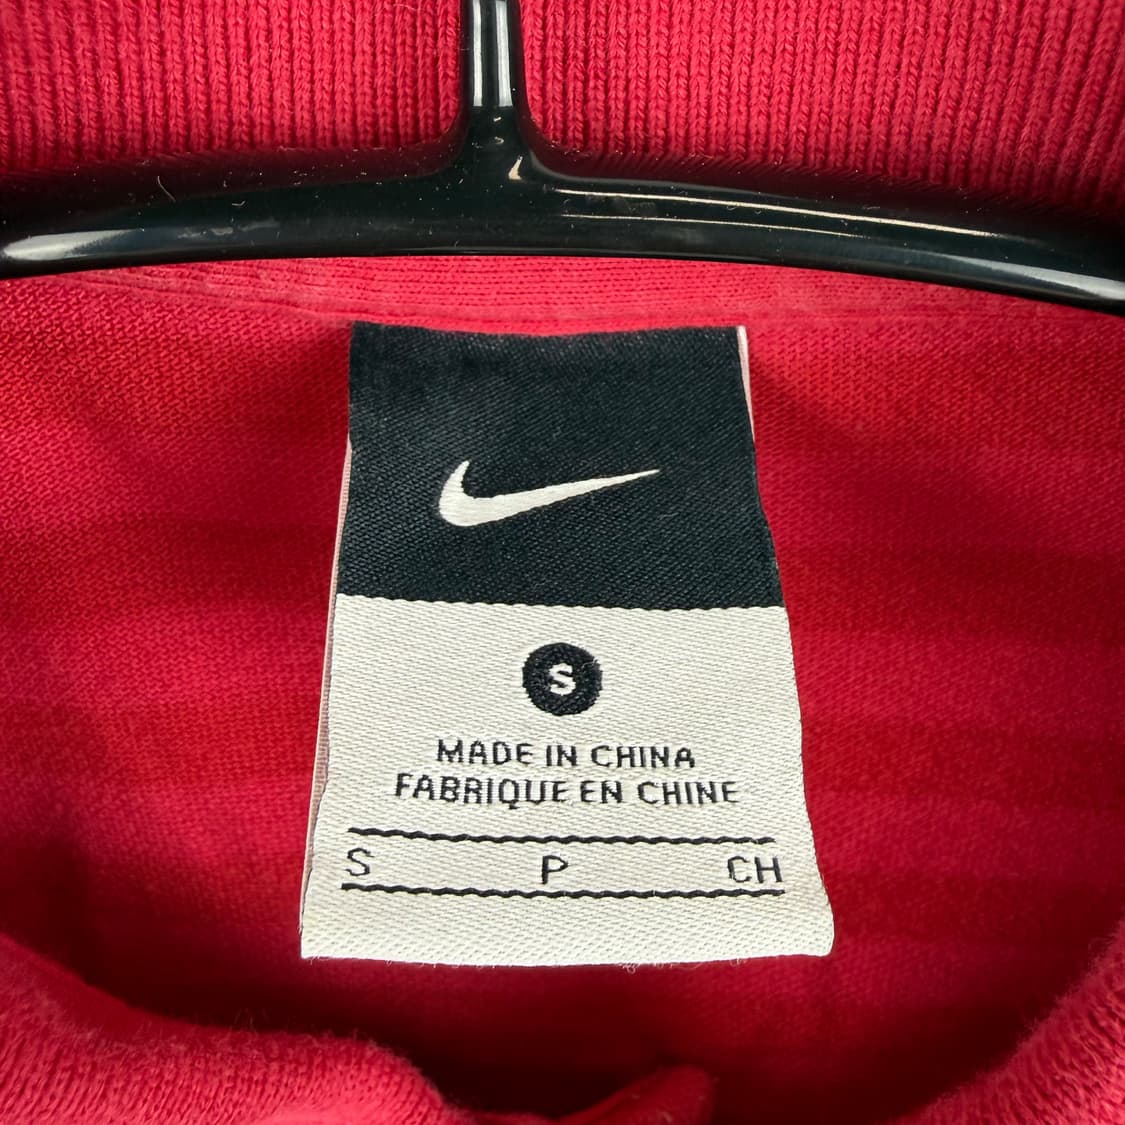 S
MADE IN CHINA
FABRIQUE EN CHINE
S P CH